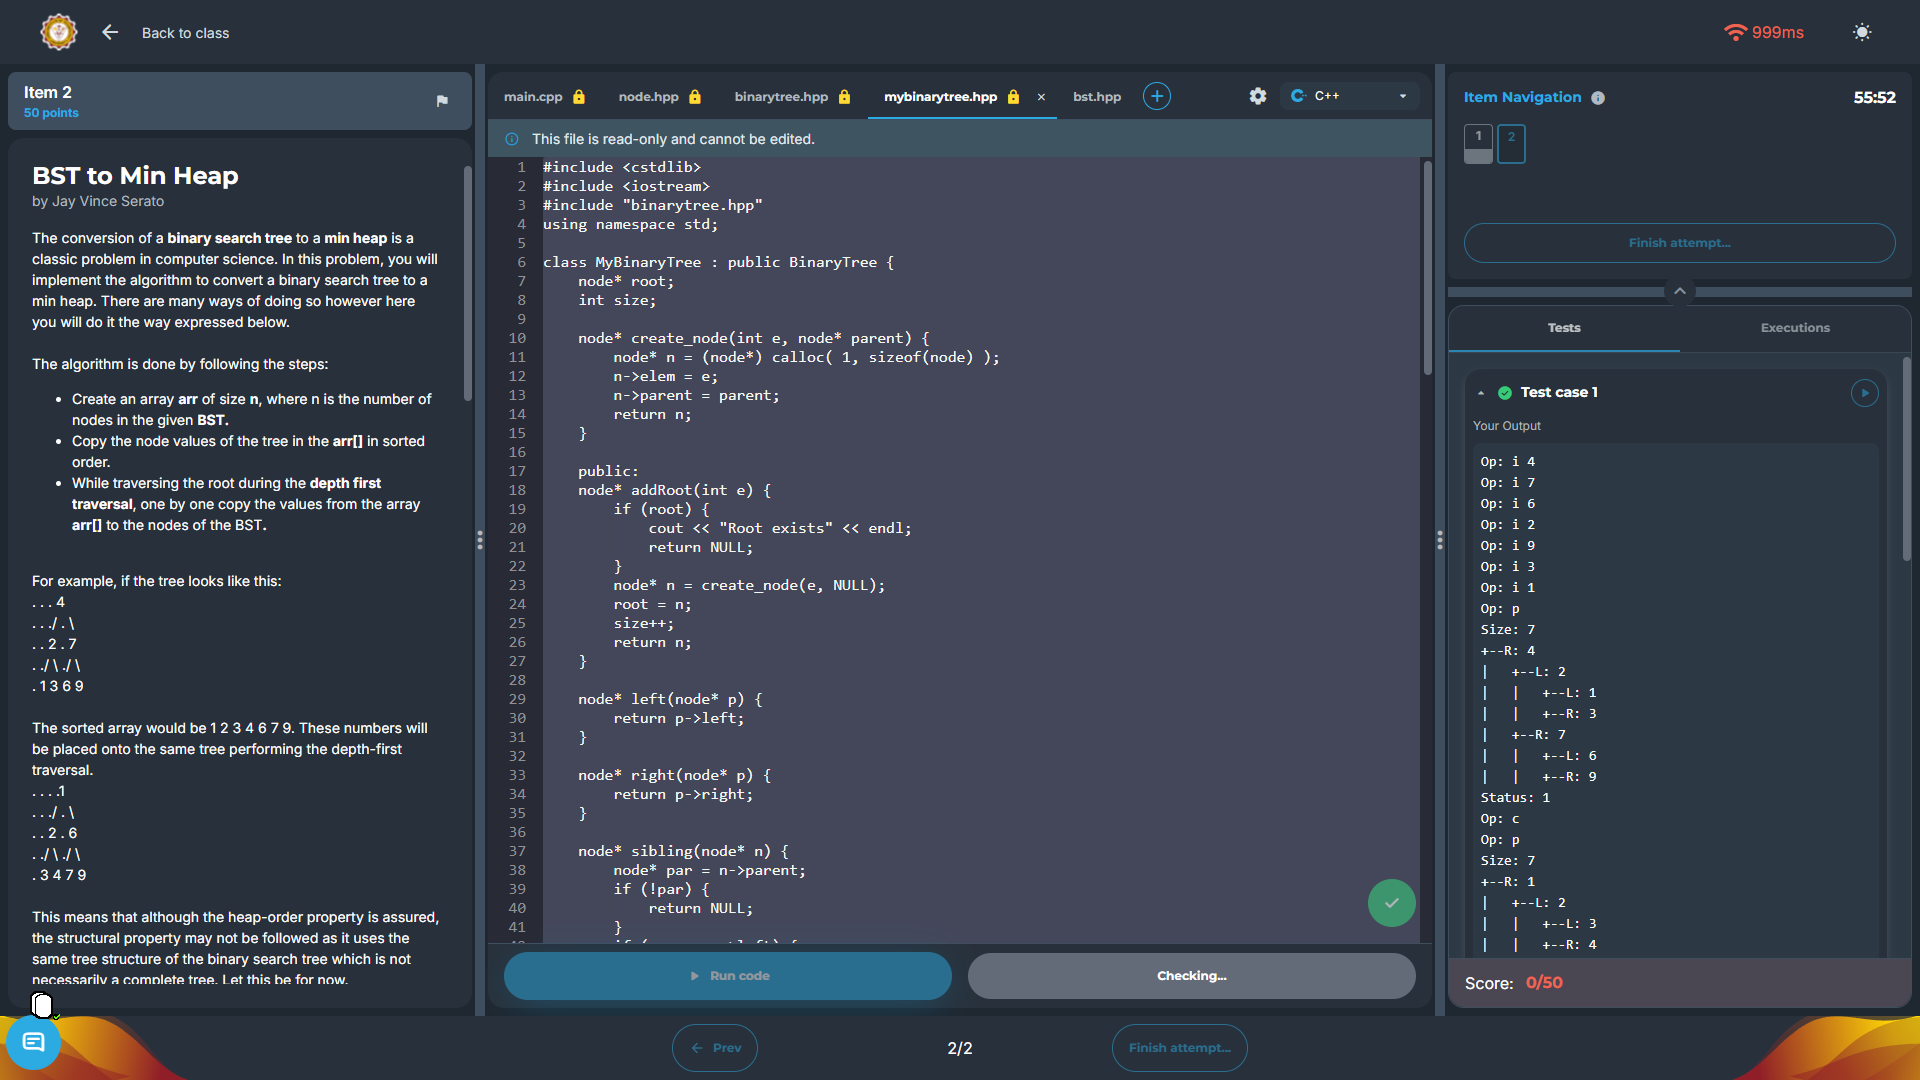 Back to class
999ms
Item 2
50 points
BST to Min Heap
by Jay Vince Serato
The conversion of a binary search tree to a min heap is a
classic problem in computer science. In this problem, you will
implement the algorithm to convert a binary search tree to a
min heap. There are many ways of doing so however here
you will do it the way expressed below.
The algorithm is done by following the steps:
• Create an array arr of size n, where n is the number of
nodes in the given BST.
• Copy the node values of the tree in the arr[] in sorted
order.
• While traversing the root during the depth first
traversal, one by one copy the values from the array
arr[] to the nodes of the BST.
For example, if the tree looks like this:
. . . 4
. . ./ . \
. . 2 . 7
. ./ \ ./ \
. 1 3 6 9
The sorted array would be 1 2 3 4 6 7 9. These numbers will
be placed onto the same tree performing the depth-first
traversal.
. . . .1
. . ./ . \
. . 2 . 6
. ./ \ ./ \
. 3 4 7 9
This means that although the heap-order property is assured,
the structural property may not be followed as it uses the
same tree structure of the binary search tree which is not
necessarily a complete tree. Let this be for now.
main.cpp
node.hpp
binarytree.hpp
mybinarytree.hpp
×
bst.hpp
+
C++
This file is read-only and cannot be edited.
1 #include <cstdlib>
2 #include <iostream>
3 #include "binarytree.hpp"
4 using namespace std;
5
6 class MyBinaryTree : public BinaryTree {
7     node* root;
8     int size;
9
10     node* create_node(int e, node* parent) {
11         node* n = (node*) calloc( 1, sizeof(node) );
12         n->elem = e;
13         n->parent = parent;
14         return n;
15     }
16
17     public:
18     node* addRoot(int e) {
19         if (root) {
20             cout << "Root exists" << endl;
21             return NULL;
22         }
23         node* n = create_node(e, NULL);
24         root = n;
25         size++;
26         return n;
27     }
28
29     node* left(node* p) {
30         return p->left;
31     }
32
33     node* right(node* p) {
34         return p->right;
35     }
36
37     node* sibling(node* n) {
38         node* par = n->parent;
39         if (!par) {
40             return NULL;
41         }
Run code
Checking...
Item Navigation
55:52
1
2
Finish attempt...
Tests
Executions
Test case 1
Your Output
Op: i 4
Op: i 7
Op: i 6
Op: i 2
Op: i 9
Op: i 3
Op: i 1
Op: p
Size: 7
+--R: 4
|   +--L: 2
|   |   +--L: 1
|   |   +--R: 3
|   +--R: 7
|   |   +--L: 6
|   |   +--R: 9
Status: 1
Op: c
Op: p
Size: 7
+--R: 1
|   +--L: 2
|   |   +--L: 3
|   |   +--R: 4
Score: 0/50
Prev
2/2
Finish attempt...